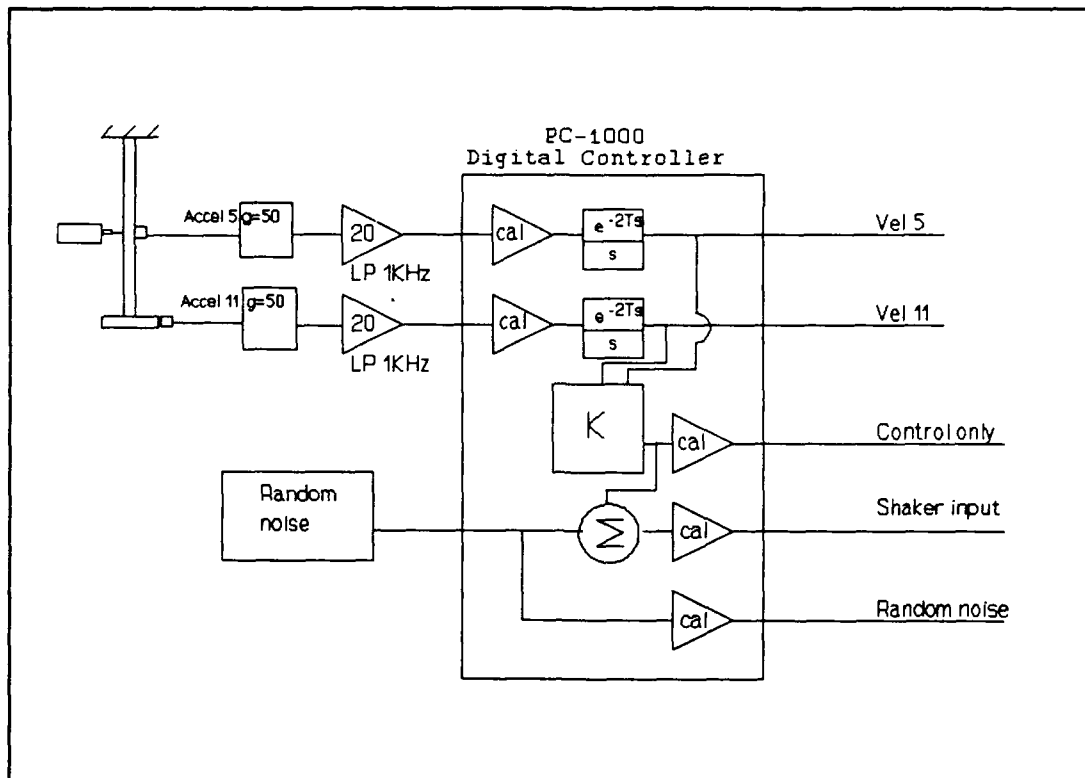 PC-1000
Digital Controller
Accel 5 g=50
20
LP 1KHz
cal
e -2Ts
s
Vel 5
Accel 11 g=50
20
LP 1KHz
cal
e -2Ts
s
Vel 11
K
cal
Control only
Random
noise
Σ
cal
Shaker input
cal
Random noise